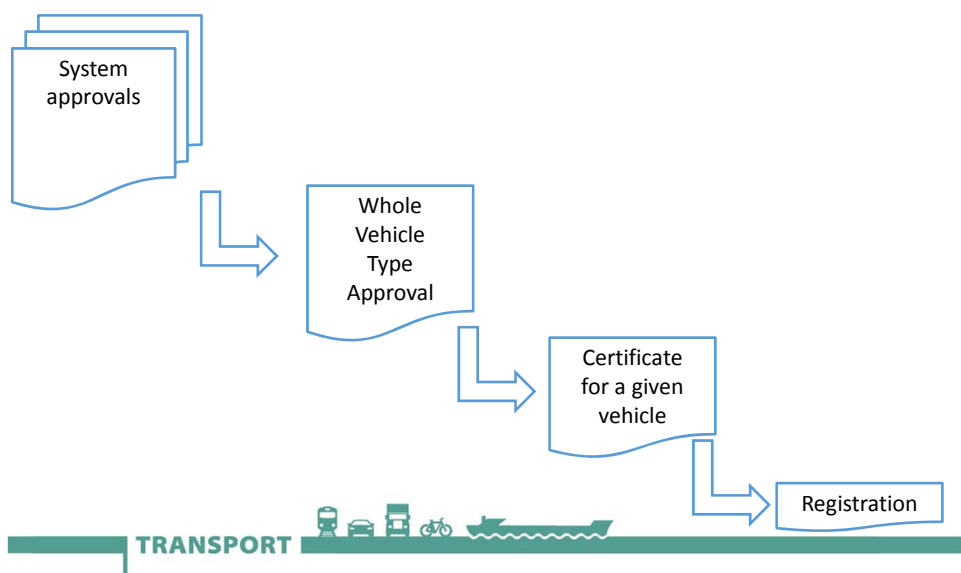 System
approvals
Whole
Vehicle
Type
Approval
Certificate
for a given
vehicle
Registration
TRANSPORT